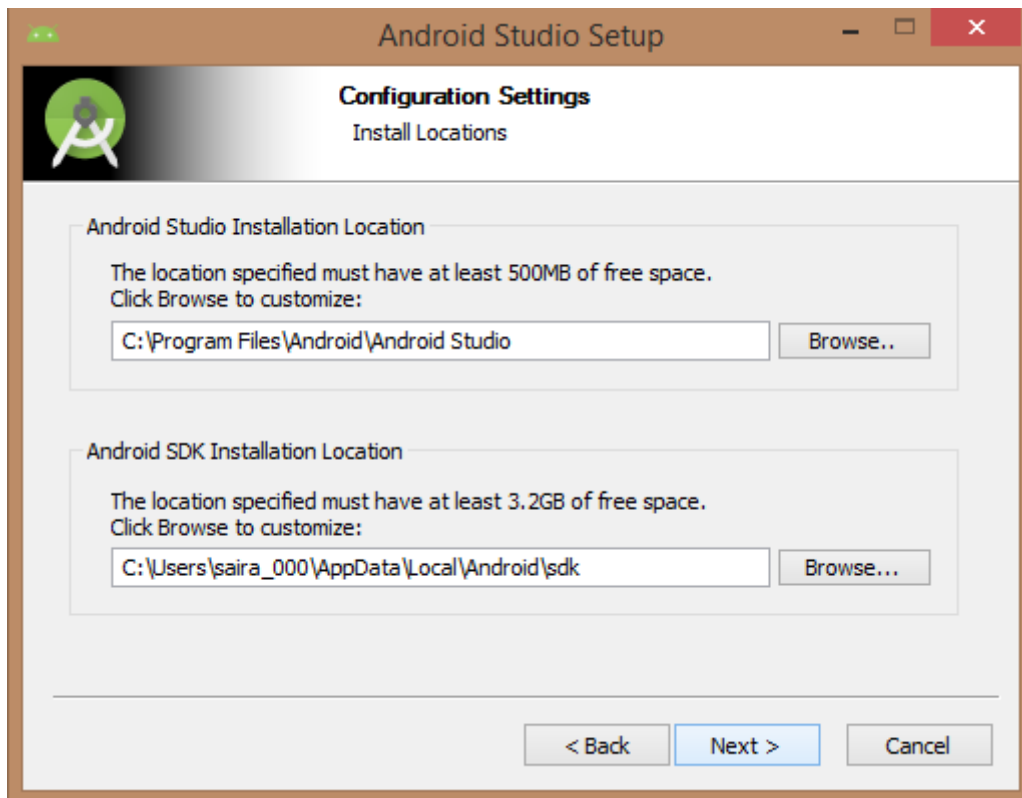 Android Studio Setup
Configuration Settings
Install Locations
Android Studio Installation Location
The location specified must have at least 500MB of free space.
Click Browse to customize:
C:\Program Files\Android\Android Studio
Browse..
Android SDK Installation Location
The location specified must have at least 3.2GB of free space.
Click Browse to customize:
C:\Users\saira_000\AppData\Local\Android\sdk
Browse...
< Back
Next >
Cancel